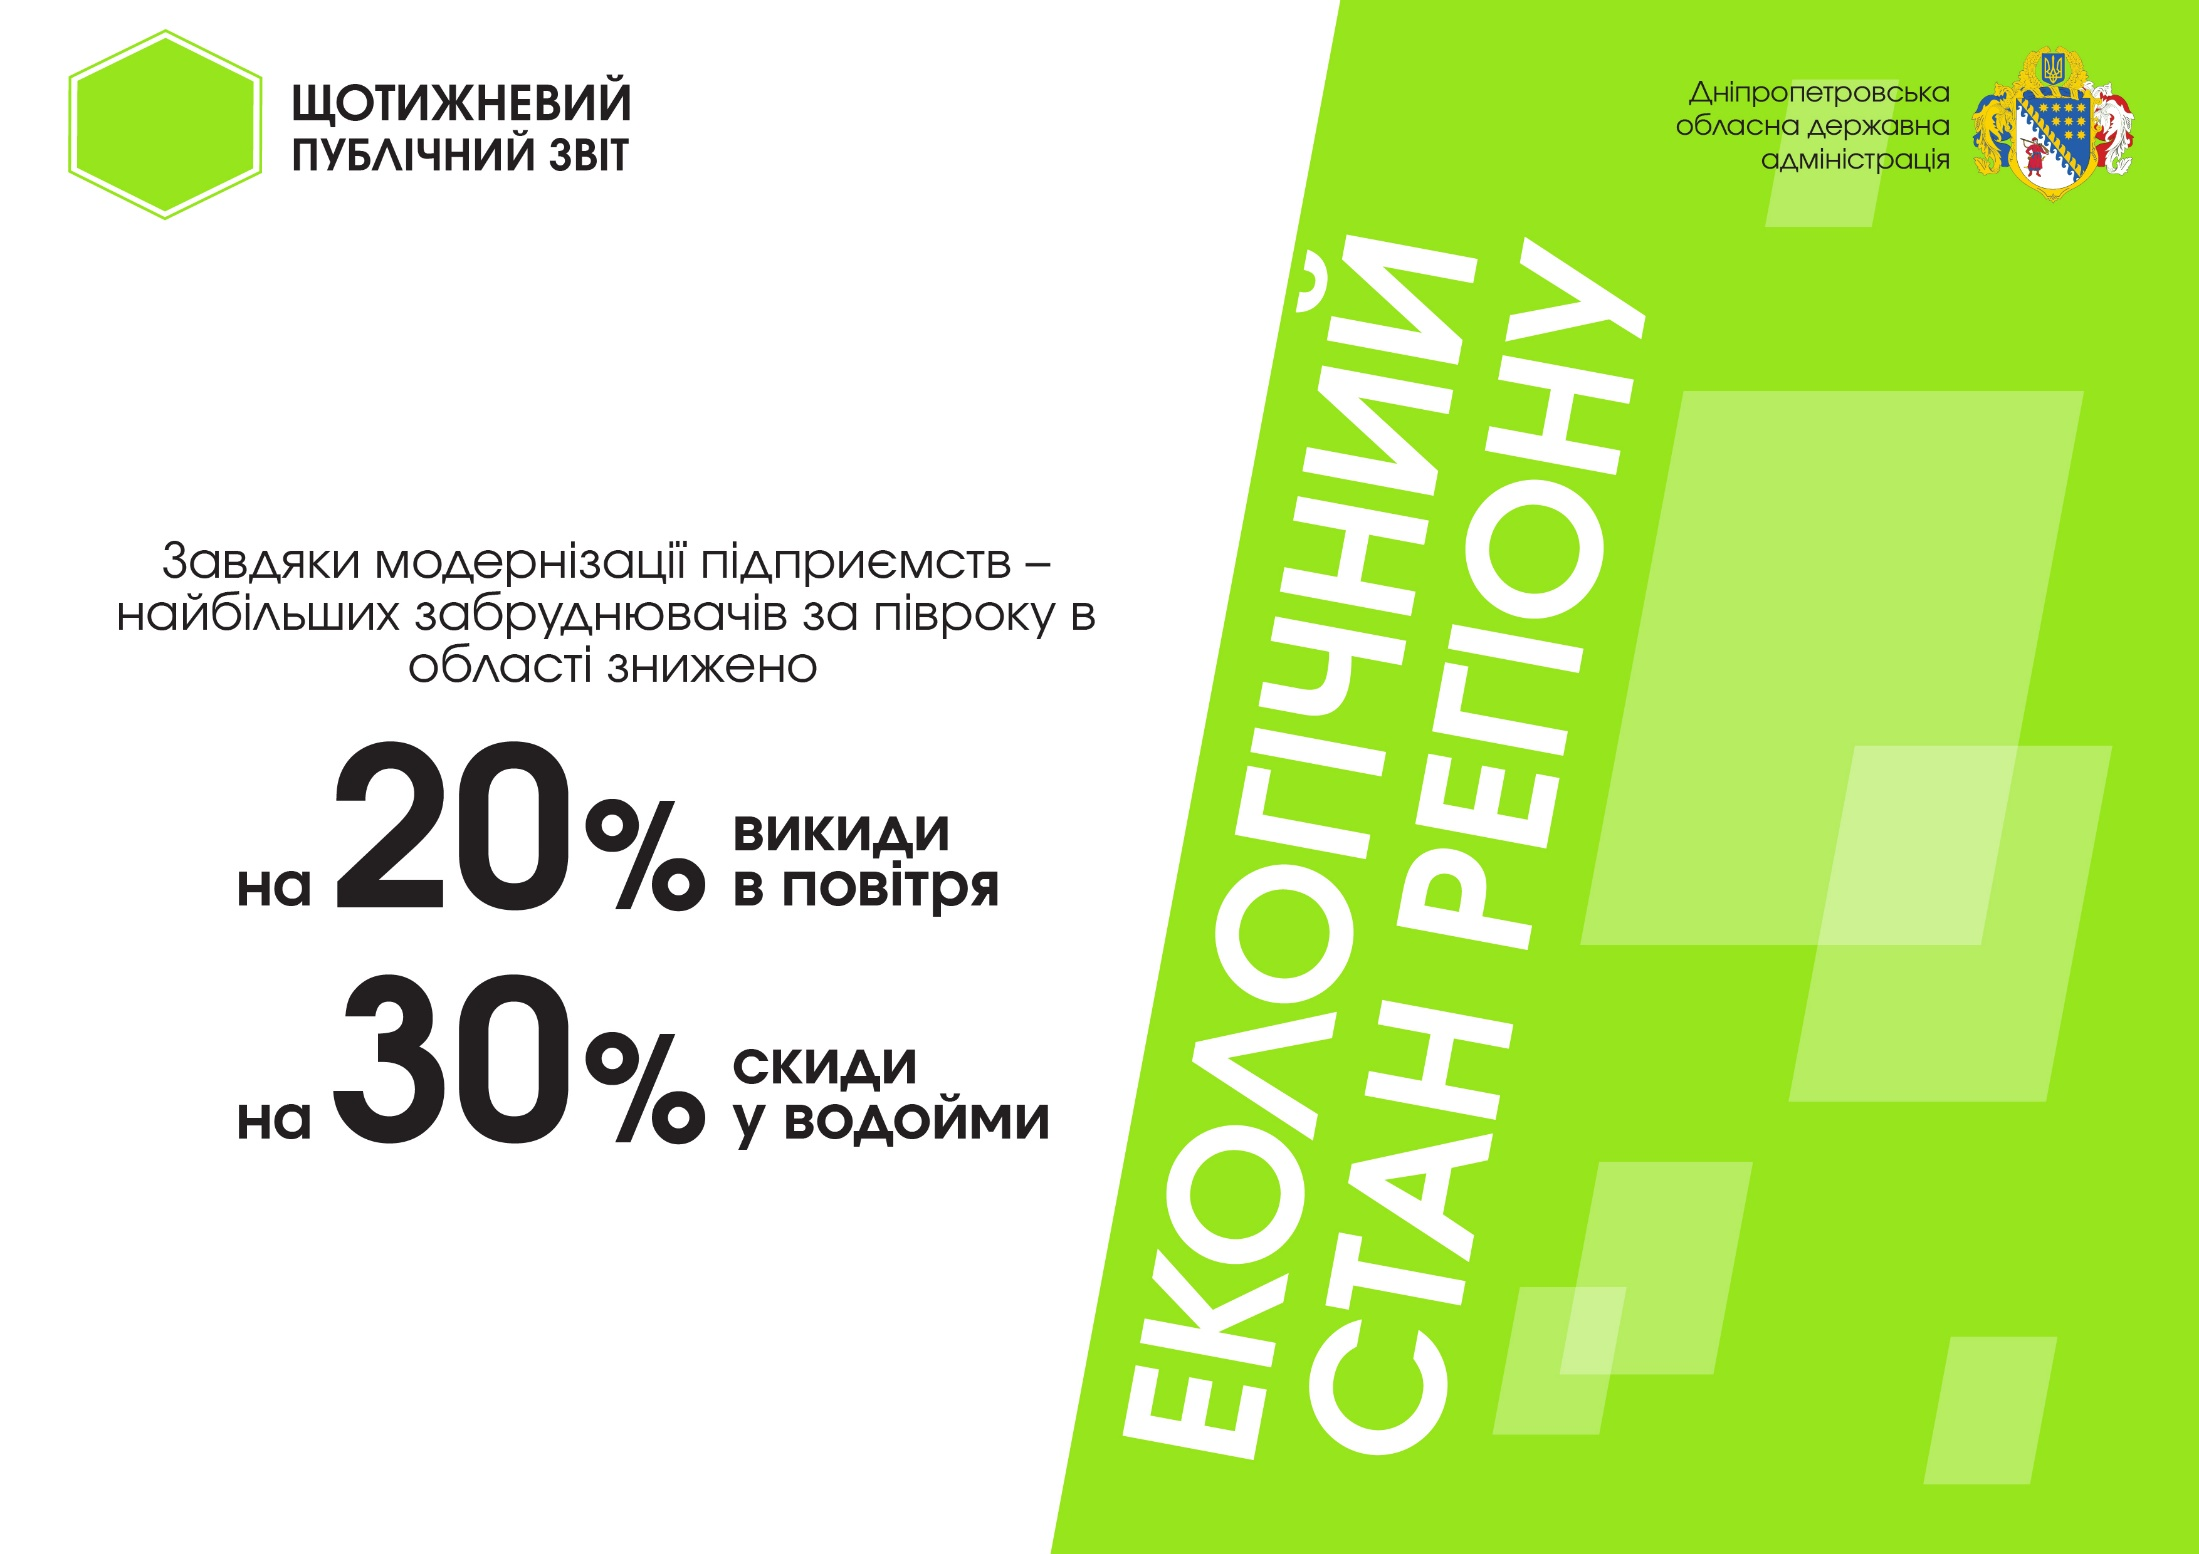 ЩОТИЖНЕВИЙ
ПУБЛІЧНИЙ ЗВІТ
Дніпропетровська
обласна державна
адміністрація
Завдяки модернізації підприємств –
найбільших забруднювачів за півроку в
області знижено
на 20% викиди
в повітря
на 30% скиди
у водойми
ЕКОЛОГІЧНИЙ
СТАН РЕГІОНУ